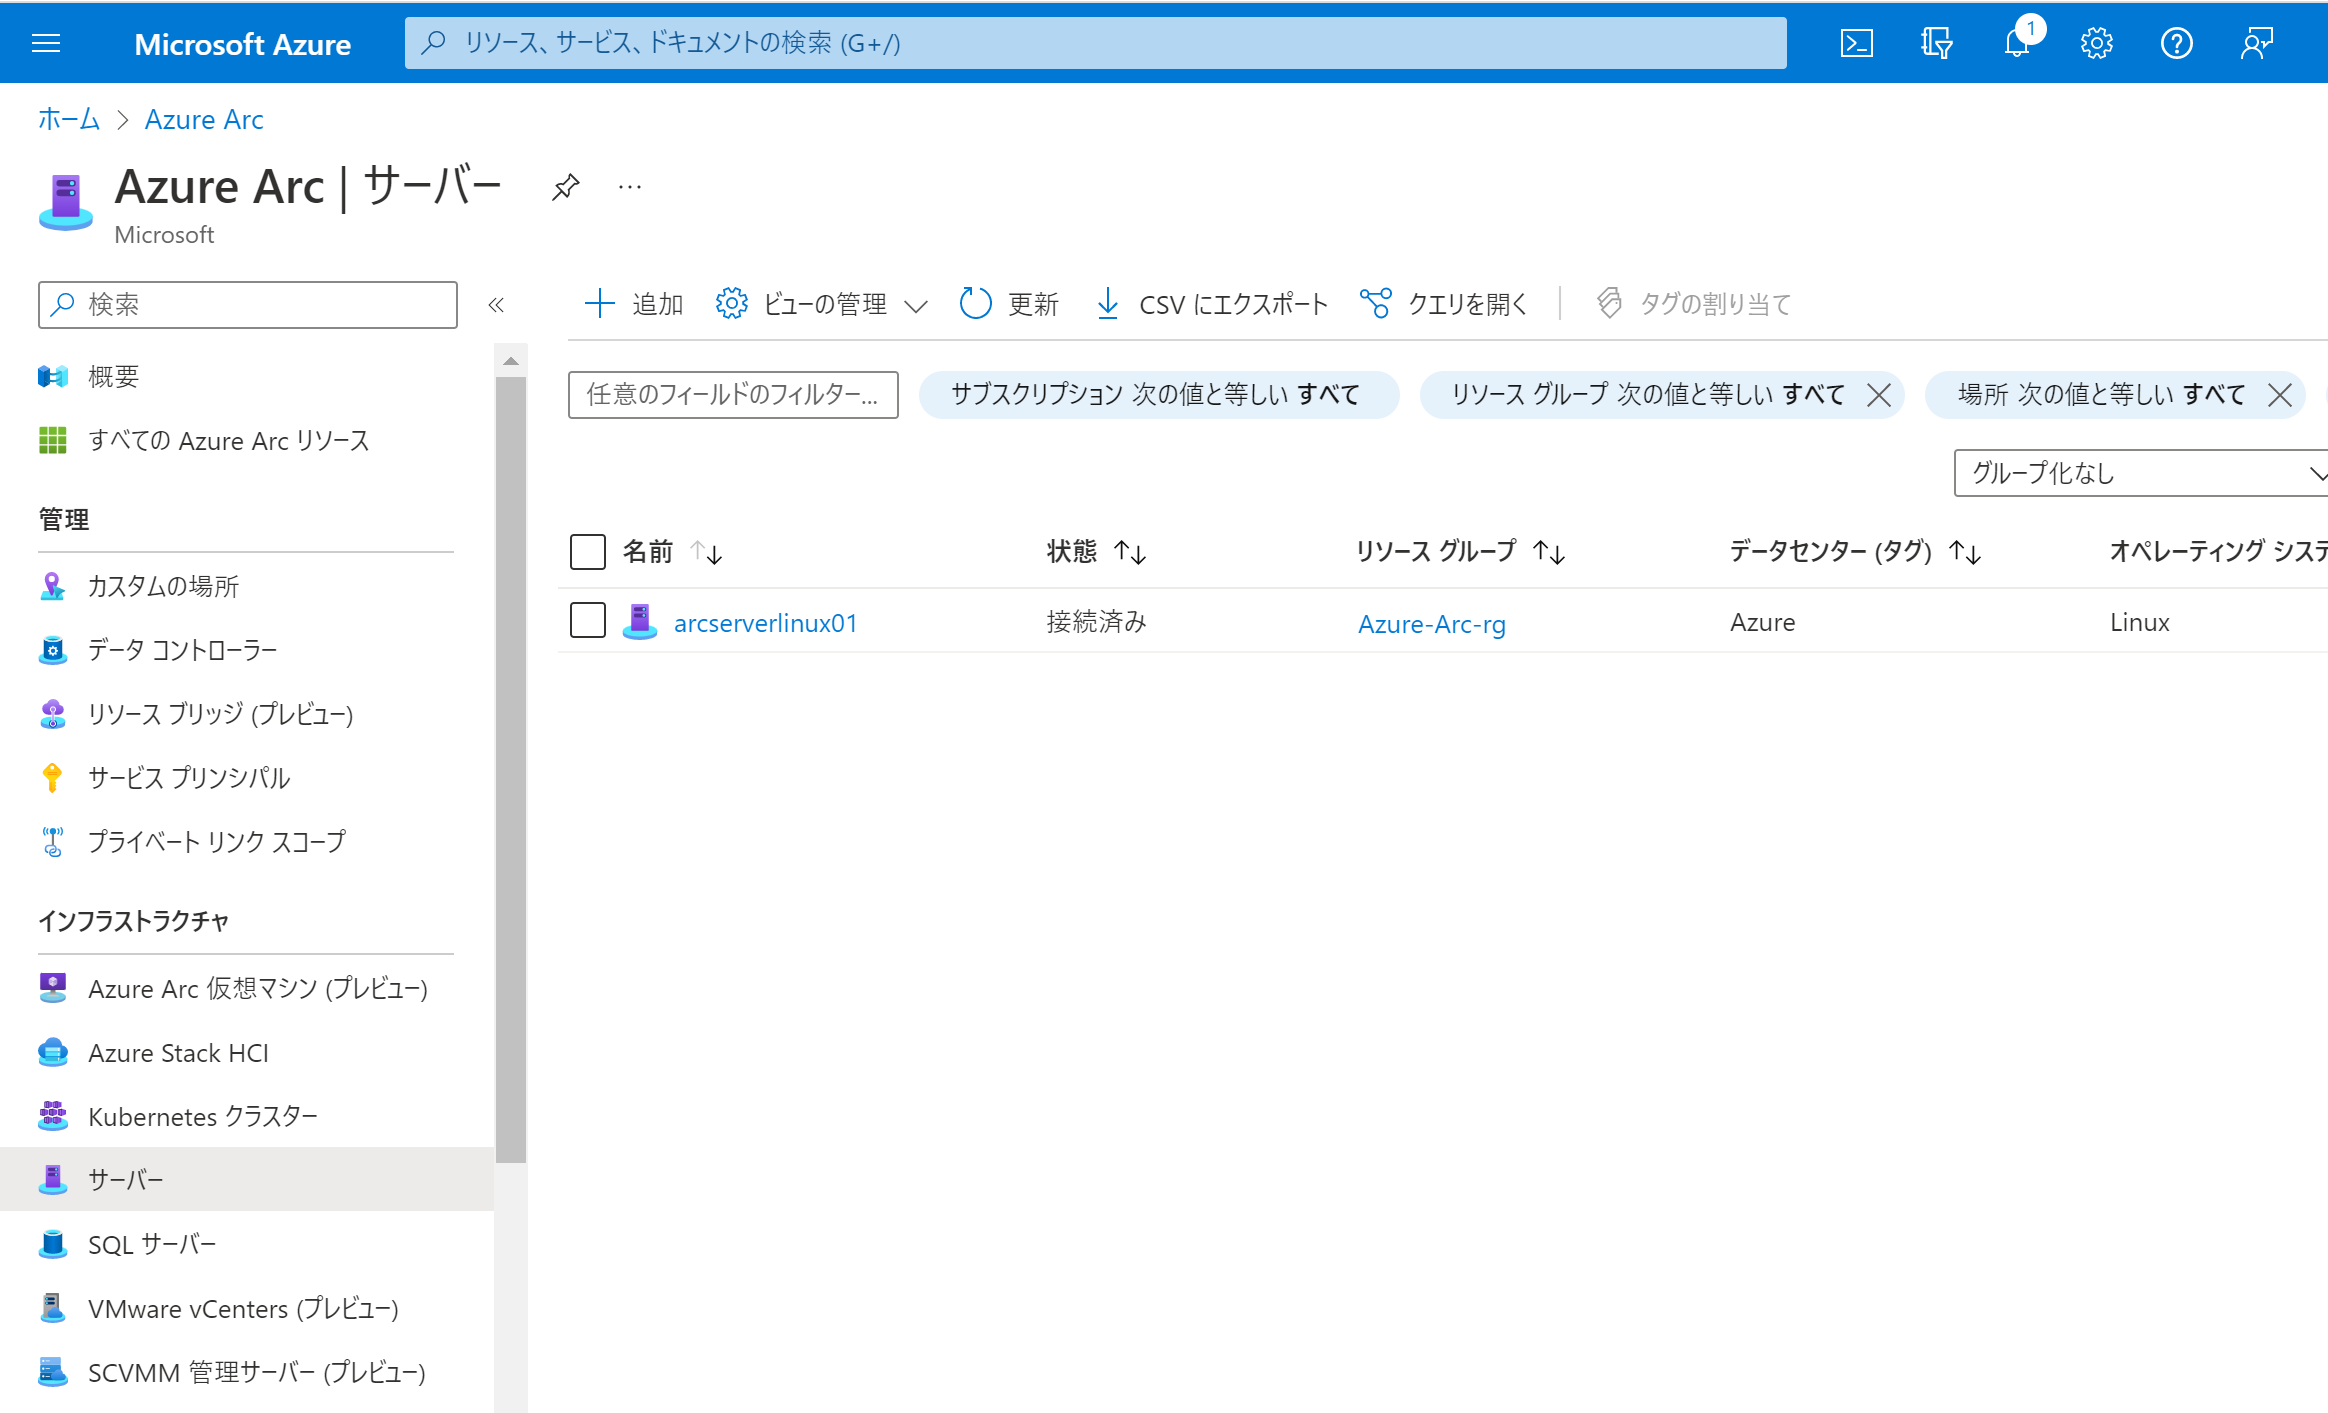 Microsoft Azure
リソース、サービス、ドキュメントの検索 (G+/)
1
ホーム > Azure Arc
Azure Arc | サーバー
...
Microsoft
検索
«
概要
すべての Azure Arc リソース
管理
カスタムの場所
データ コントローラー
リソース ブリッジ (プレビュー)
サービス プリンシパル
プライベート リンク スコープ
インフラストラクチャ
Azure Arc 仮想マシン (プレビュー)
Azure Stack HCI
Kubernetes クラスター
サーバー
SQL サーバー
VMware vCenters (プレビュー)
SCVMM 管理サーバー (プレビュー)
追加 ビューの管理 更新 CSV にエクスポート クエリを開く タグの割り当て
任意のフィールドのフィルター... サブスクリプション 次の値と等しい すべて リソース グループ 次の値と等しい すべて 場所 次の値と等しい すべて
グループ化なし
名前 ↑↓ 状態 ↑↓ リソース グループ ↑↓ データセンター (タグ) ↑↓ オペレーティング システ
arcserverlinux01 接続済み Azure-Arc-rg Azure Linux